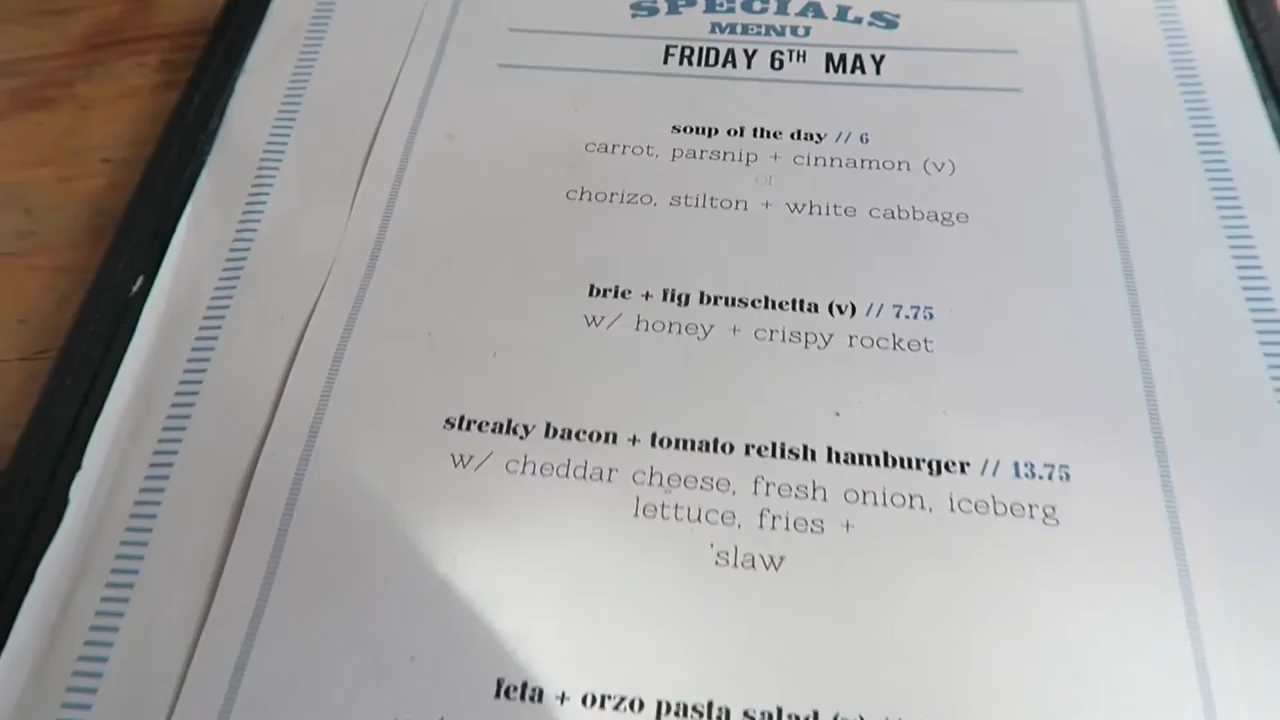 SPECIALS
MENU
FRIDAY 6TH MAY
soup of the day // 6
carrot, parsnip + cinnamon (v)
or
chorizo, stilton + white cabbage
brie + fig bruschetta (v) // 7.75
w/ honey + crispy rocket
streaky bacon + tomato relish hamburger // 13.75
w/ cheddar cheese, fresh onion, iceberg
lettuce, fries +
'slaw
feta + orzo pasta salad (v) //